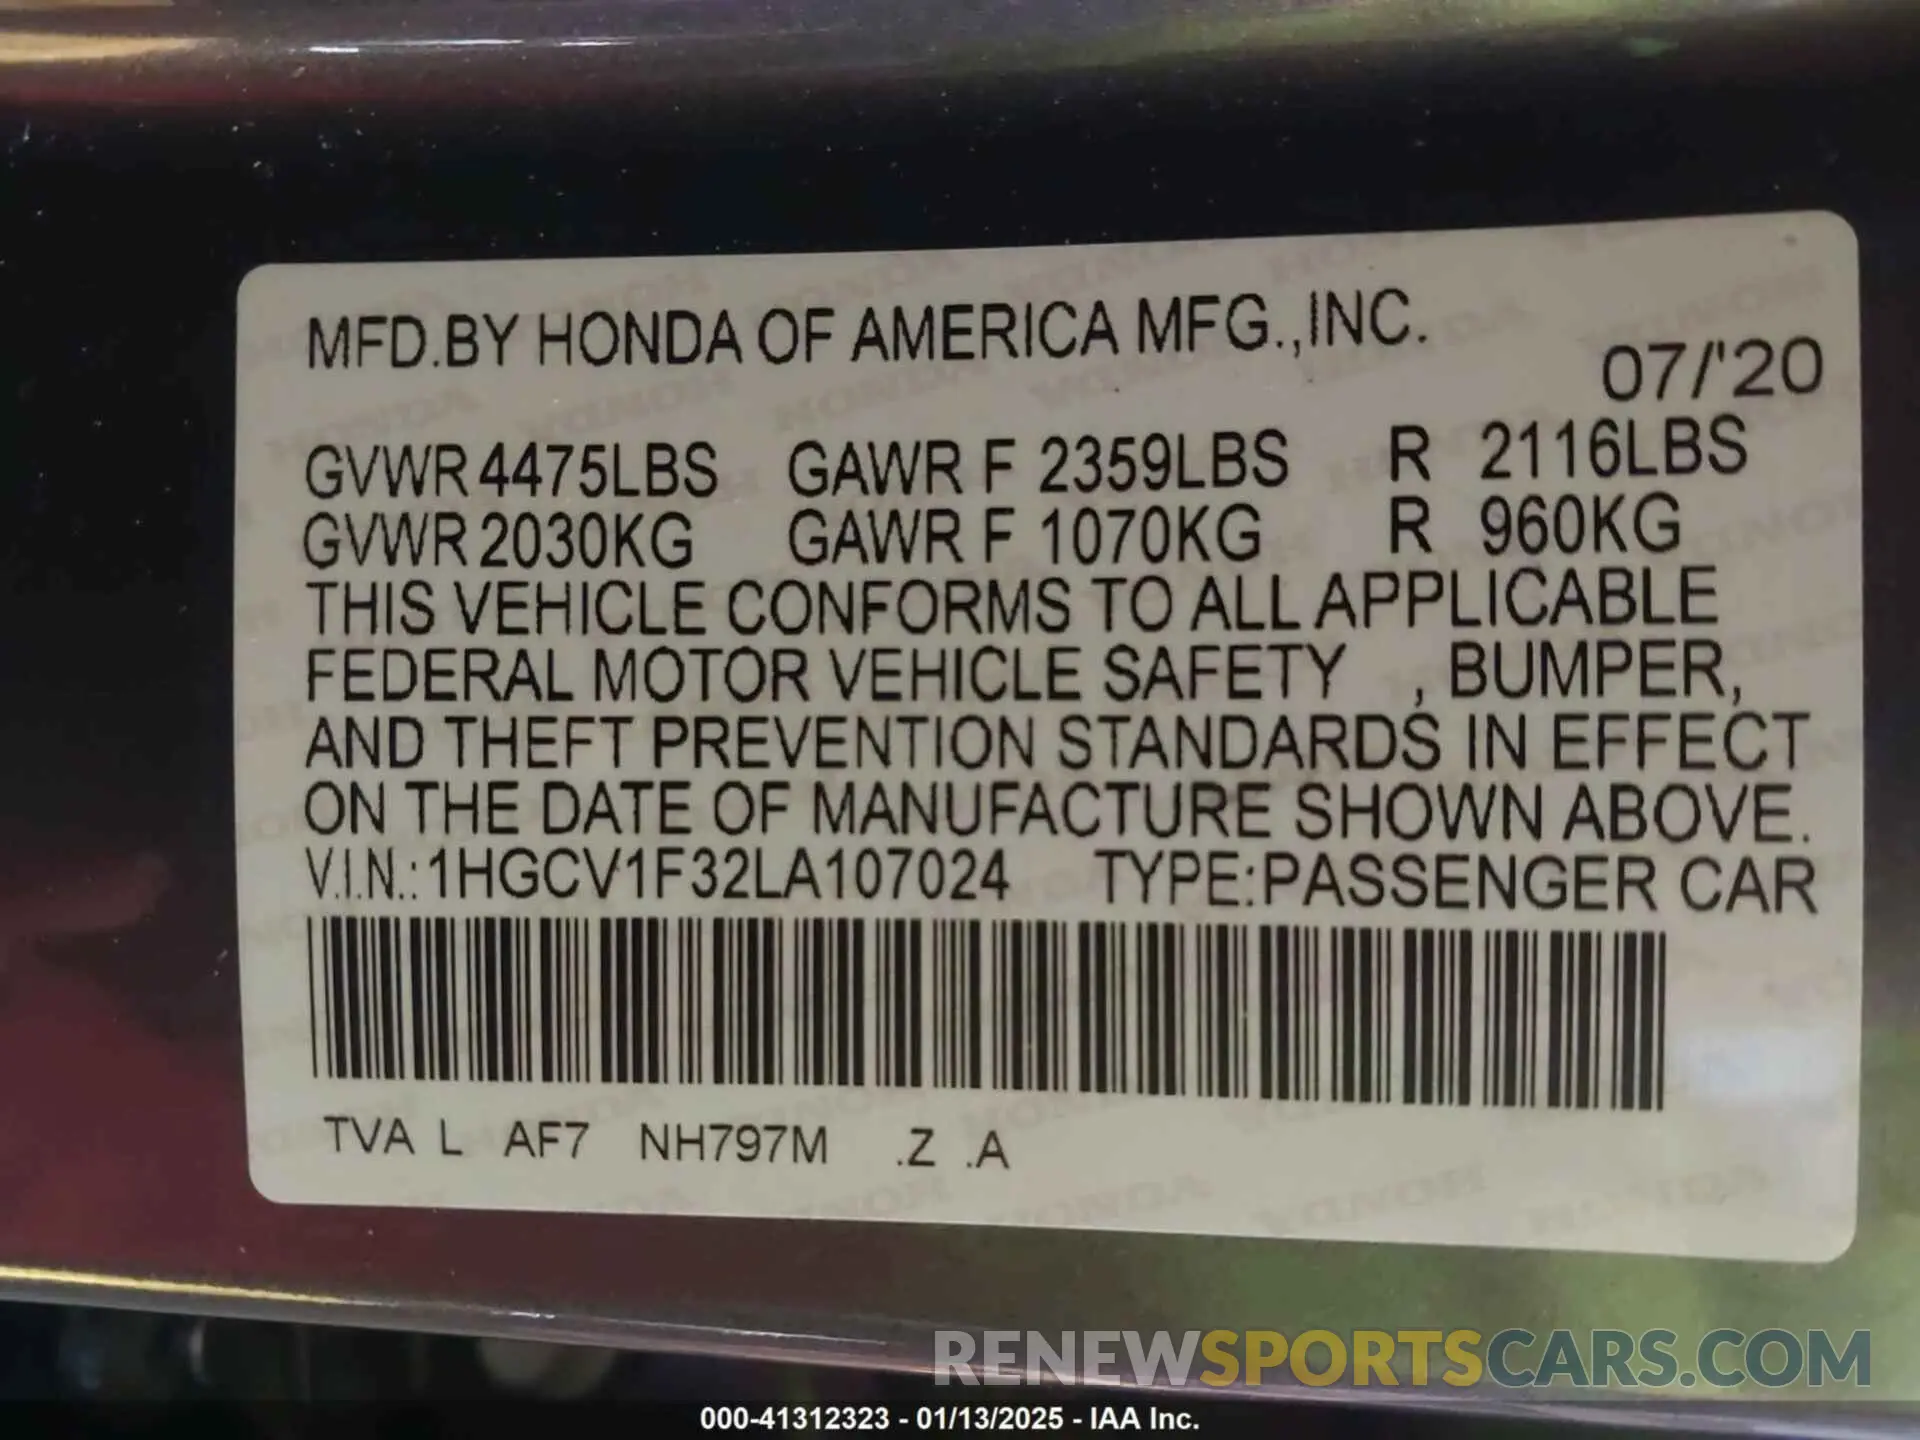 MFD.BY HONDA OF AMERICA MFG.,INC.
07/'20
GVWR 4475LBS GAWR F 2359LBS R 2116LBS
GVWR 2030KG GAWR F 1070KG R 960KG
THIS VEHICLE CONFORMS TO ALL APPLICABLE
FEDERAL MOTOR VEHICLE SAFETY , BUMPER,
AND THEFT PREVENTION STANDARDS IN EFFECT
ON THE DATE OF MANUFACTURE SHOWN ABOVE.
V.I.N.: 1HGCV1F32LA107024 TYPE:PASSENGER CAR
TVA L AF7 NH797M .Z .A
RENEWSPORTSCARS.COM
000-41312323 - 01/13/2025 - IAA Inc.